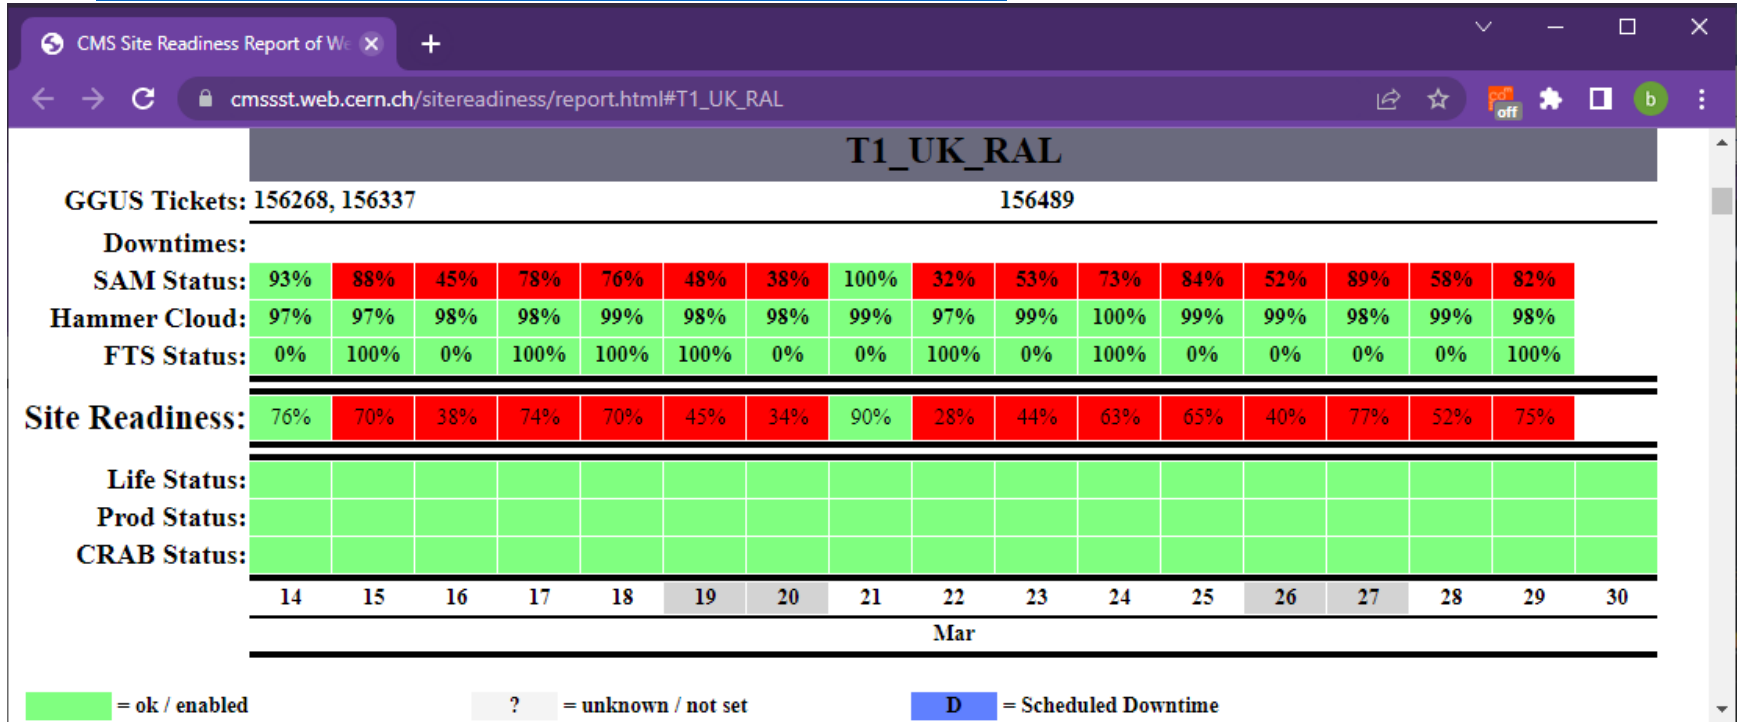 CMS Site Readiness Report of We
cmssst.web.cern.ch/sitereadiness/report.html#T1_UK_RAL
off
b
T1_UK_RAL
GGUS Tickets: 156268, 156337 156489
Downtimes:
SAM Status: 93% 88% 45% 78% 76% 48% 38% 100% 32% 53% 73% 84% 52% 89% 58% 82%
Hammer Cloud: 97% 97% 98% 98% 99% 98% 98% 99% 97% 99% 100% 99% 99% 98% 99% 98%
FTS Status: 0% 100% 0% 100% 100% 100% 0% 0% 100% 0% 100% 0% 0% 0% 0% 100%
Site Readiness: 76% 70% 38% 74% 70% 45% 34% 90% 28% 44% 63% 65% 40% 77% 52% 75%
Life Status:
Prod Status:
CRAB Status:
14 15 16 17 18 19 20 21 22 23 24 25 26 27 28 29 30
Mar
= ok / enabled ? = unknown / not set D = Scheduled Downtime